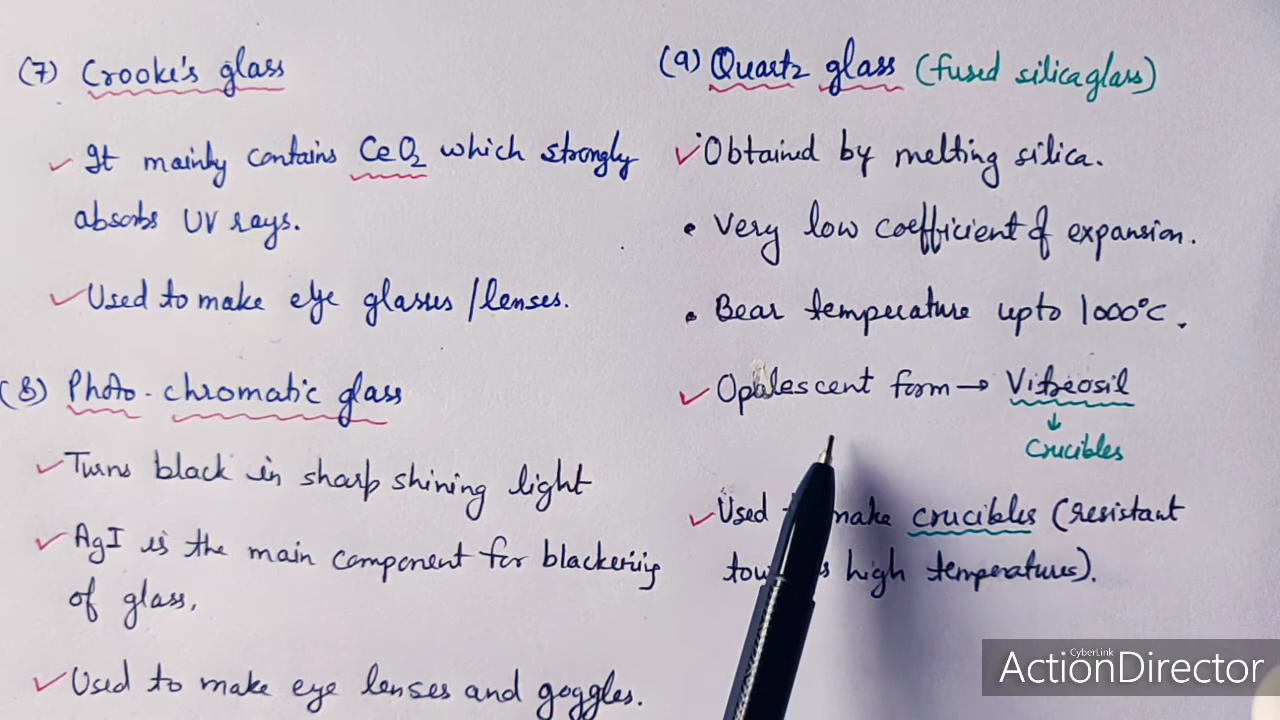 (7) Crooke's glass
It mainly contains CeO2 which strongly
absorbs UV rays.
Used to make eye glasses/lenses.
(8) Photo-chromatic glass
Turns black in sharp shining light
AgI is the main component for blackening
of glass,
Used to make eye lenses and goggles.
(9) Quartz glass (fused silica glass)
Obtained by melting silica.
• Very low coefficient of expansion.
• Bear temperature upto 1000°C.
Opalescent form → Vitreosil
↓
Crucibles
Used make crucibles (resistant
high temperatures).
CyberLink
ActionDirector